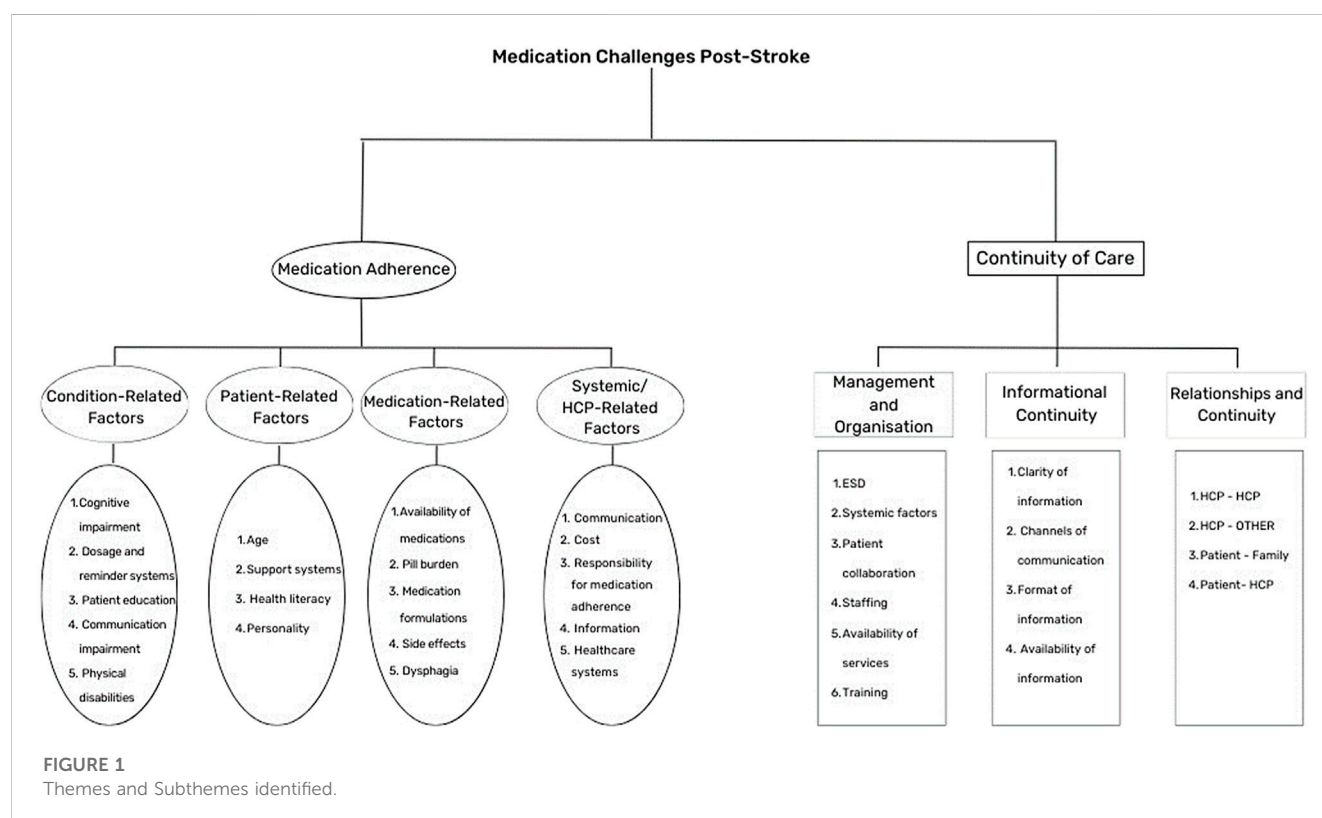 Medication Challenges Post-Stroke
Medication Adherence
Continuity of Care
Condition-Related
Factors
Patient-Related
Factors
Medication-Related
Factors
Systemic/
HCP-Related
Factors
Management
and
Organisation
Informational
Continuity
Relationships and
Continuity
1.Cognitive
impairment
2. Dosage and
reminder systems
3. Patient education
4. Communication
impairment
5. Physical
disabilities
1.Age
2.Support systems
3. Health literacy
4.Personality
1.Availability of
medications
2. Pill burden
3. Medication
formulations
4. Side effects
5. Dysphagia
1. Communication
2. Cost
3. Responsibility
for medication
adherence
4. Information
5. Healthcare
systems
1.ESD
2.Systemic factors
3.Patient
collaboration
4.Staffing
5.Availability of
services
6.Training
1.Clarity of
information
2. Channels of
communication
3.Format of
information
4. Availability of
information
1.HCP - HCP
2.HCP - OTHER
3.Patient - Family
4.Patient- HCP
FIGURE 1
Themes and Subthemes identified.